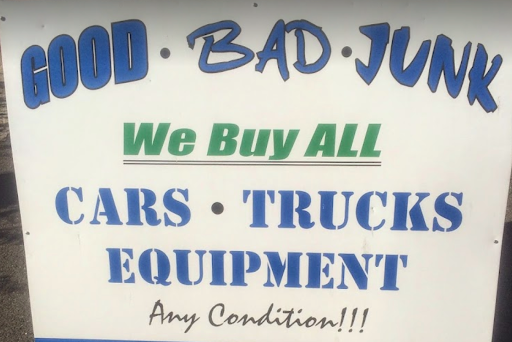 GOOD • BAD • JUNK
We Buy ALL
CARS • TRUCKS
EQUIPMENT
Any Condition!!!